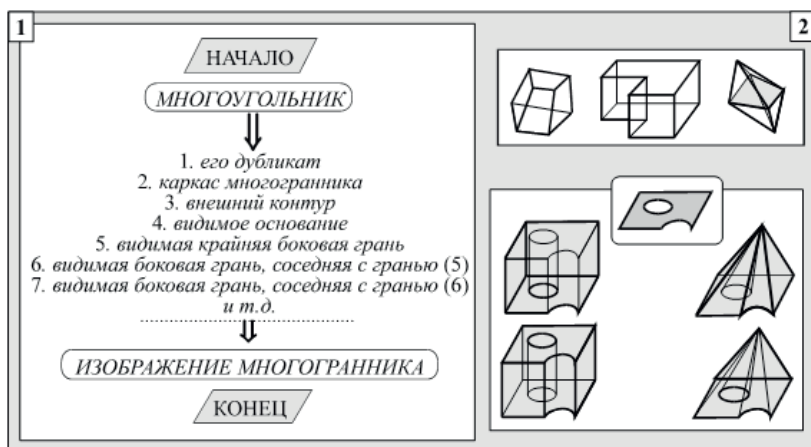 1
2
НАЧАЛО
МНОГОУГОЛЬНИК
1. его дубликат
2. каркас многогранника
3. внешний контур
4. видимое основание
5. видимая крайняя боковая грань
6. видимая боковая грань, соседняя с гранью (5)
7. видимая боковая грань, соседняя с гранью (6)
и т.д.
ИЗОБРАЖЕНИЕ МНОГОГРАННИКА
КОНЕЦ